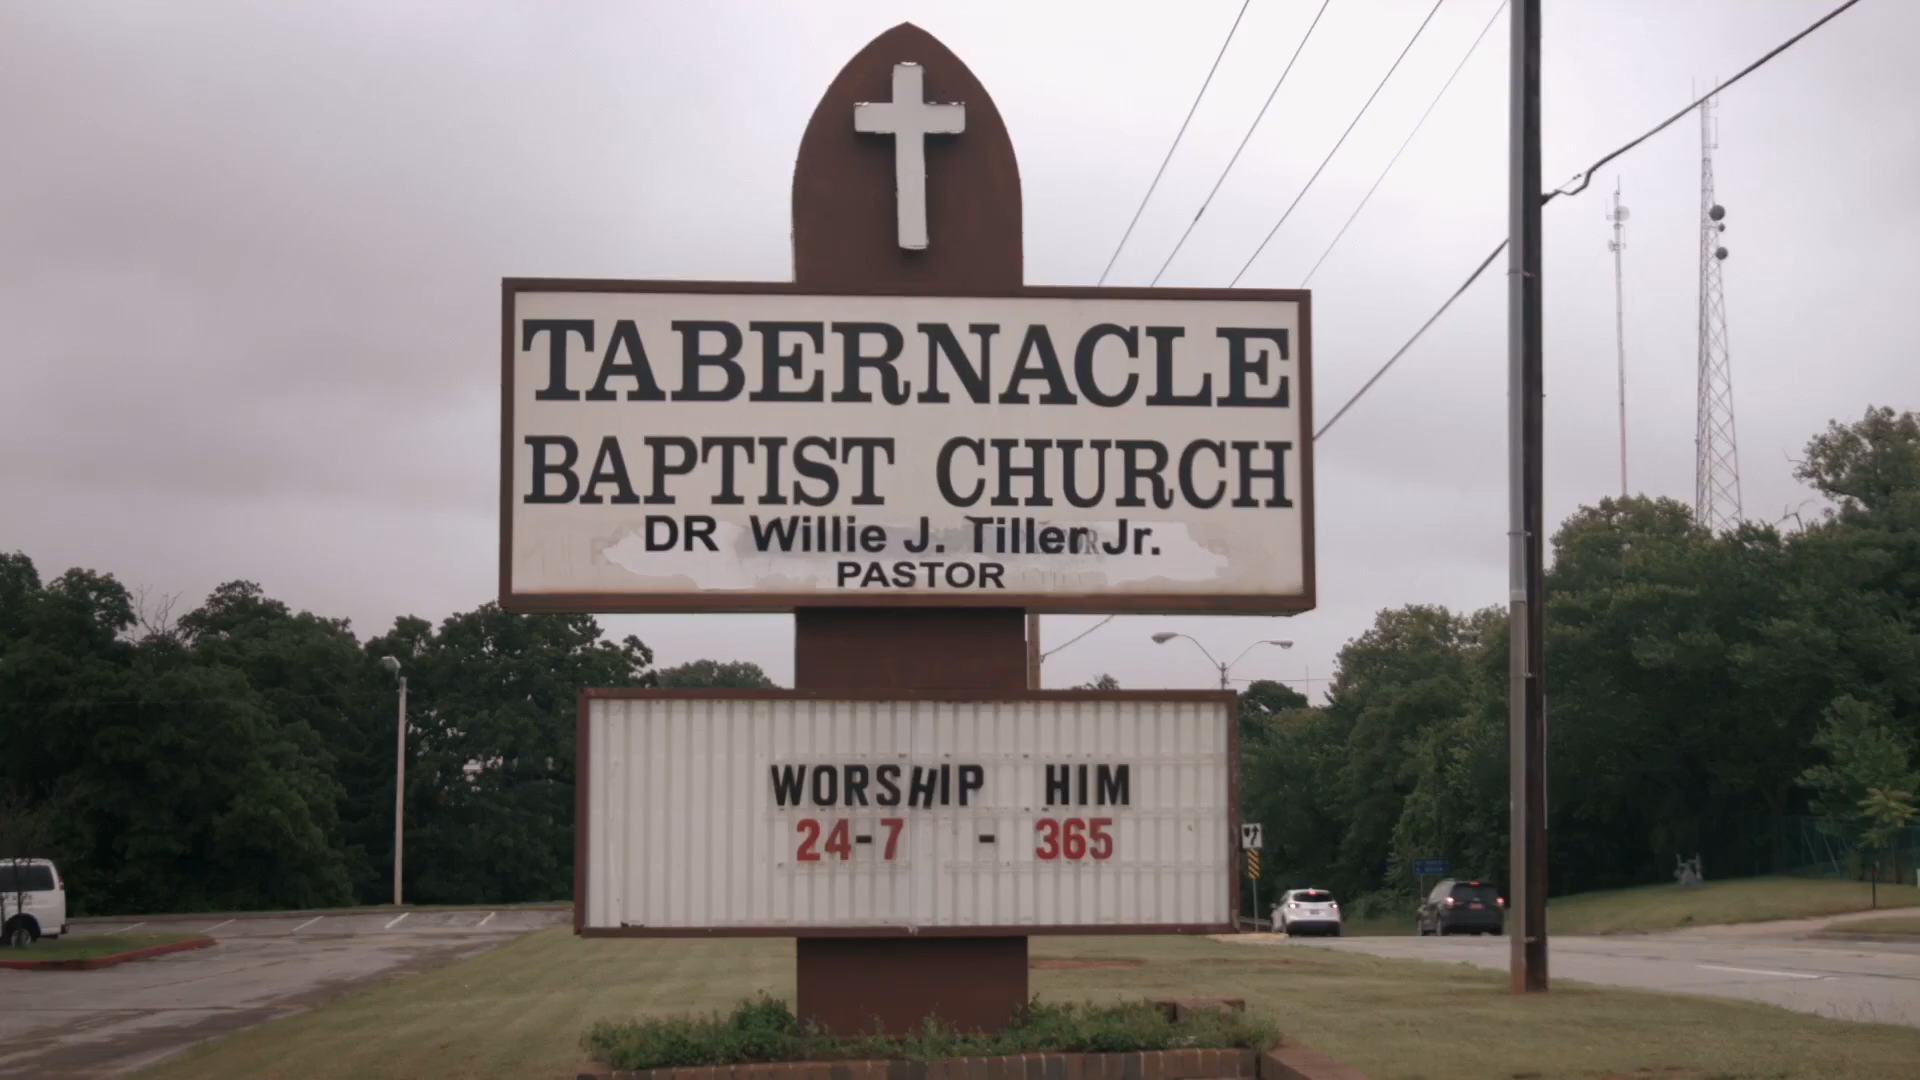 TABERNACLE
BAPTIST CHURCH
DR Willie J. Tiller Jr.
PASTOR
WORSHIP HIM
24-7 - 365